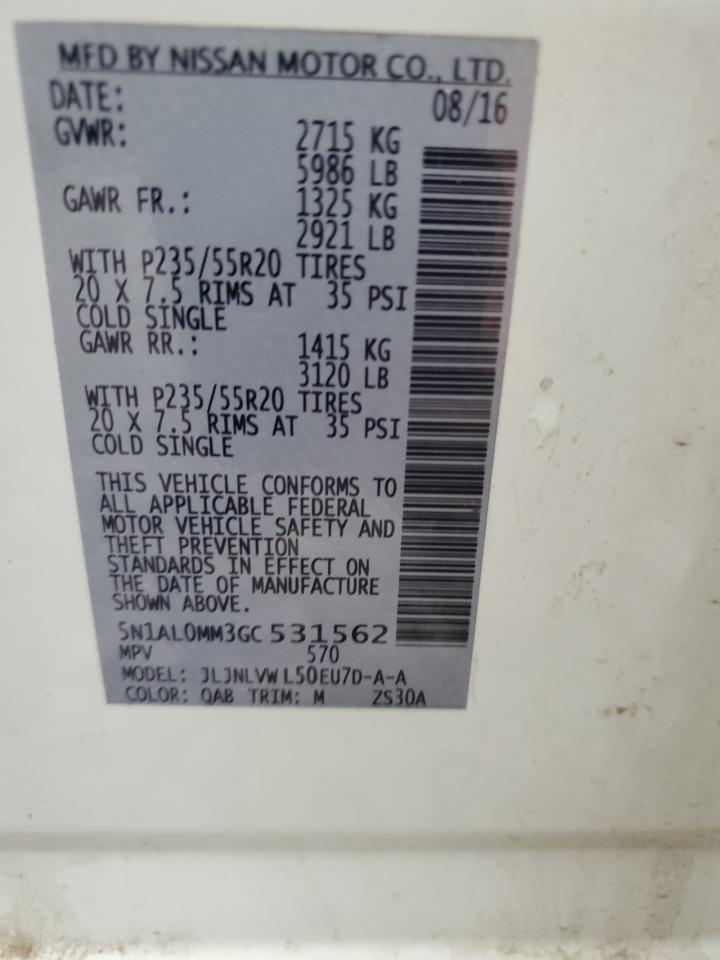 MFD BY NISSAN MOTOR CO., LTD.
DATE: 08/16
GVWR: 2715 KG
5986 LB
GAWR FR.: 1325 KG
2921 LB
WITH P235/55R20 TIRES
20 X 7.5 RIMS AT 35 PSI
COLD SINGLE
GAWR RR.: 1415 KG
3120 LB
WITH P235/55R20 TIRES
20 X 7.5 RIMS AT 35 PSI
COLD SINGLE
THIS VEHICLE CONFORMS TO
ALL APPLICABLE FEDERAL
MOTOR VEHICLE SAFETY AND
THEFT PREVENTION
STANDARDS IN EFFECT ON
THE DATE OF MANUFACTURE
SHOWN ABOVE.
5N1AL0MM3GC 531562
MPV 570
MODEL: JLJNLVW L50EU7D-A-A
COLOR: QAB TRIM: M ZS30A